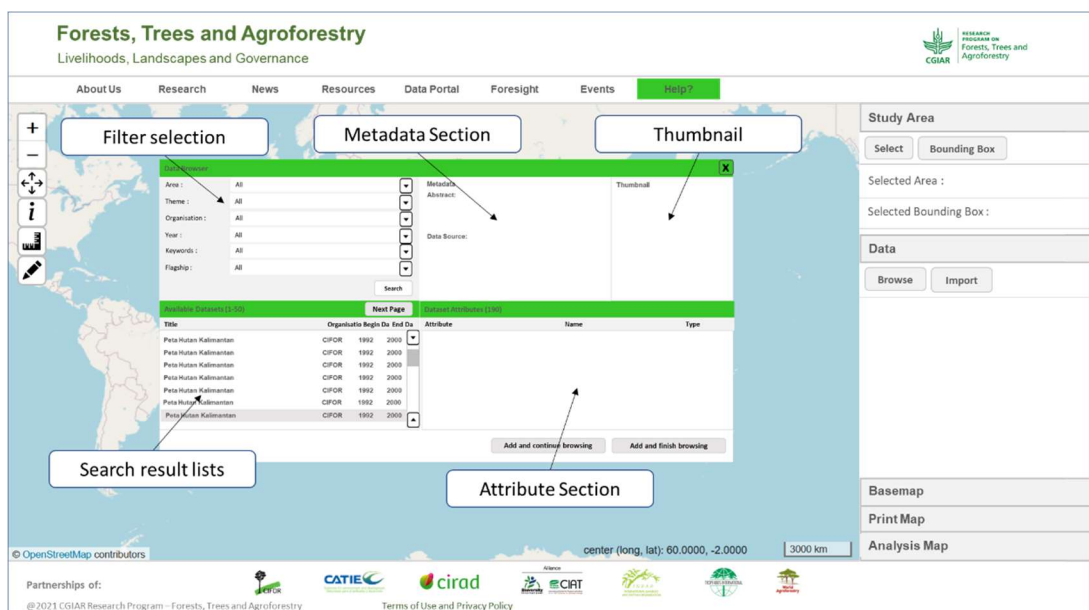 Forests, Trees and Agroforestry
Livelihoods, Landscapes and Governance
CGIAR
RESEARCH
PROGRAM ON
Forests, Trees and
Agroforestry
About Us Research News Resources Data Portal Foresight Events Help?
Filter selection
Metadata Section
Thumbnail
Data Browser X
Area : All
Theme : All
Organisation : All
Year : All
Keywords : All
Flagship : All
Search
Metadata
Abstract:
Data Source:
Thumbnail
Available Datasets (1-50) Next Page
Title Organisatio Begin Da End Da
Peta Hutan Kalimantan CIFOR 1992 2000
Peta Hutan Kalimantan CIFOR 1992 2000
Peta Hutan Kalimantan CIFOR 1992 2000
Peta Hutan Kalimantan CIFOR 1992 2000
Peta Hutan Kalimantan CIFOR 1992 2000
Peta Hutan Kalimantan CIFOR 1992 2000
Peta Hutan Kalimantan CIFOR 1992 2000
Dataset Attributes (190)
Attribute Name Type
Add and continue browsing Add and finish browsing
Search result lists
Attribute Section
+
−
i
Study Area
Select Bounding Box
Selected Area :
Selected Bounding Box :
Data
Browse Import
Basemap
Print Map
Analysis Map
© OpenStreetMap contributors
center (long, lat): 60.0000, -2.0000
3000 km
Partnerships of:
CIFOR
CATIE
cirad
Alliance
Bioversity
CIAT
TROPENBOS INTERNATIONAL
World
Agroforestry
@2021 CGIAR Research Program – Forests, Trees and Agroforestry
Terms of Use and Privacy Policy